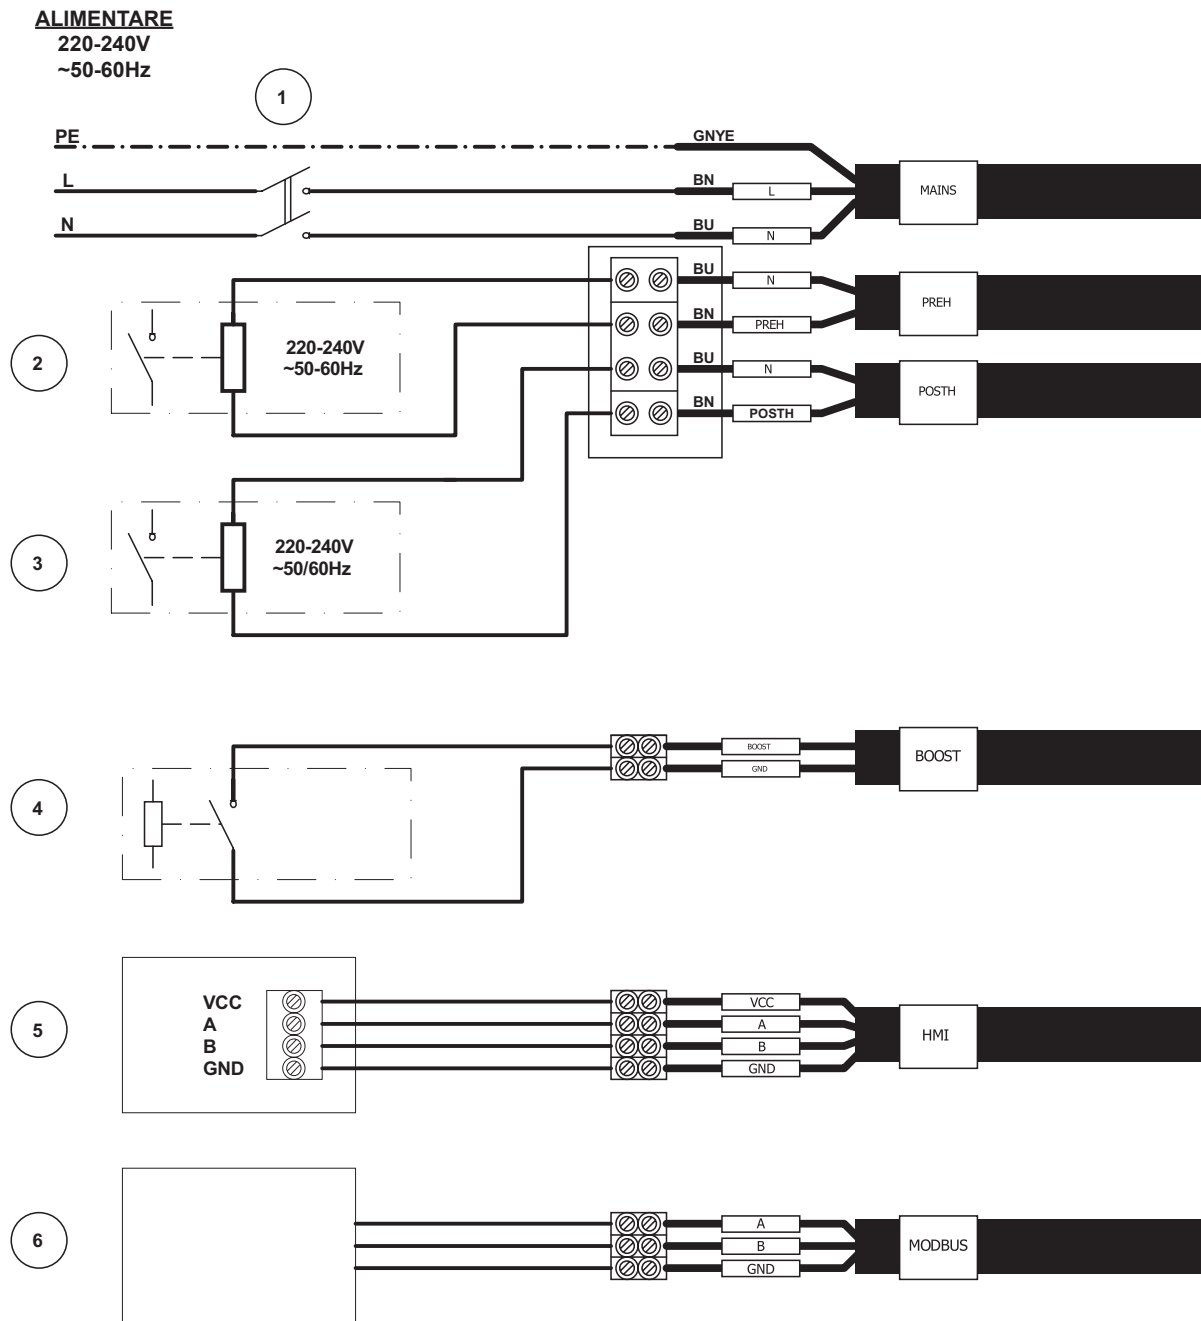 ALIMENTARE
220-240V
~50-60Hz
1
PE
GNYE
L
BN
L
MAINS
N
BU
N
BU
N
PREH
BN
PREH
2
220-240V
~50-60Hz
BU
N
POSTH
BN
POSTH
3
220-240V
~50/60Hz
BOOST
GND
BOOST
4
VCC
A
B
GND
VCC
A
B
GND
HMI
5
A
B
GND
MODBUS
6